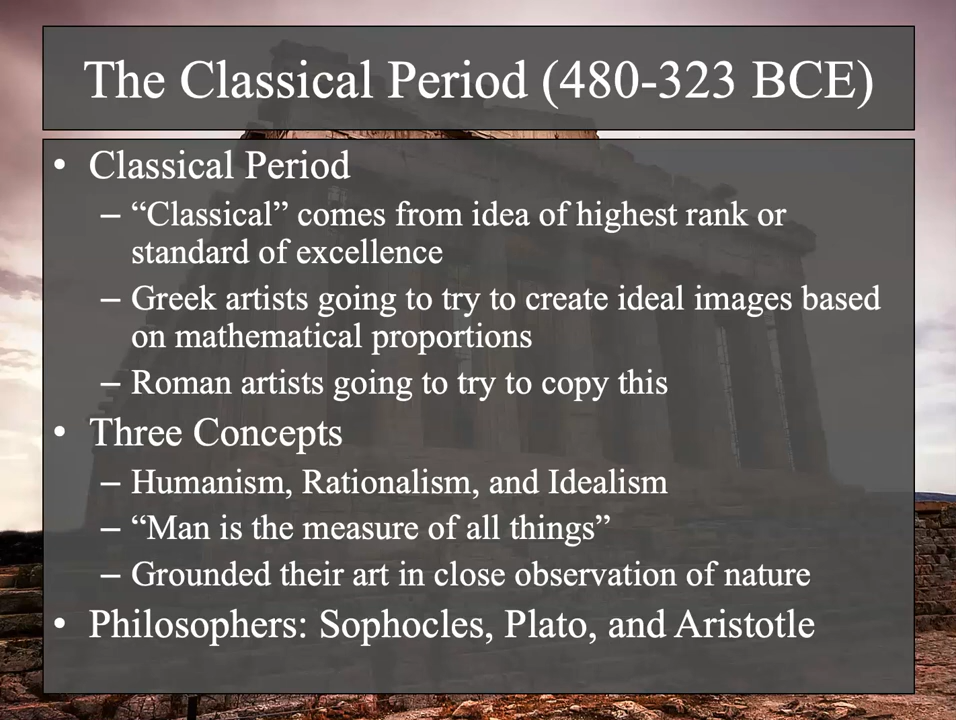 The Classical Period (480-323 BCE)
• Classical Period
– “Classical” comes from idea of highest rank or
standard of excellence
– Greek artists going to try to create ideal images based
on mathematical proportions
– Roman artists going to try to copy this
• Three Concepts
– Humanism, Rationalism, and Idealism
– “Man is the measure of all things”
– Grounded their art in close observation of nature
• Philosophers: Sophocles, Plato, and Aristotle